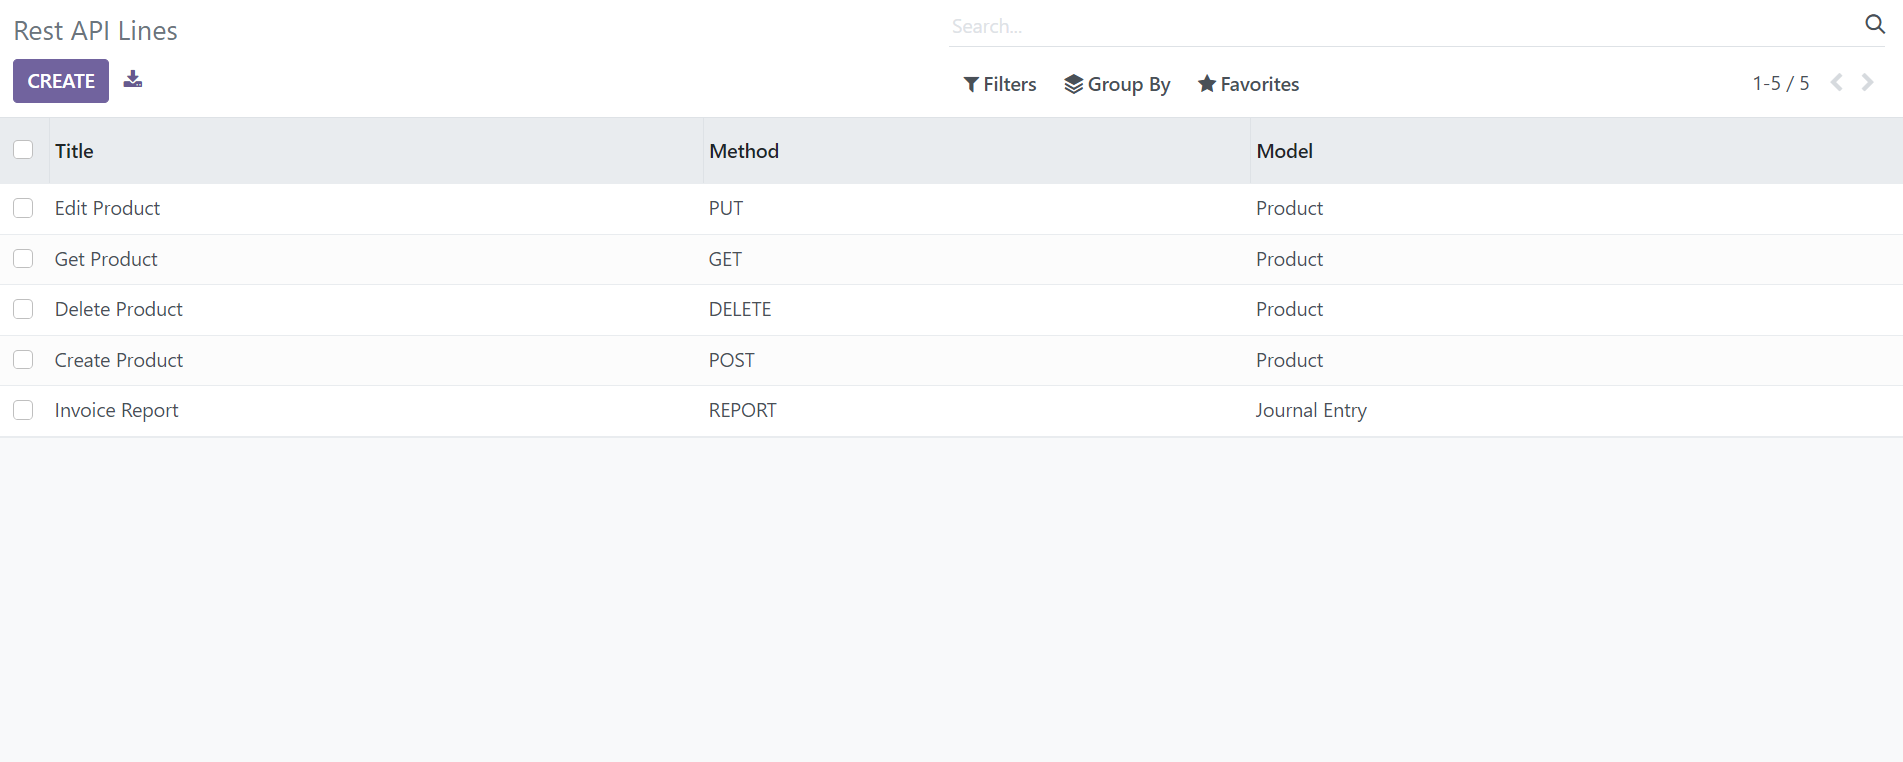 Rest API Lines
Search...
CREATE
Filters Group By Favorites 1-5 / 5
Title Method Model
Edit Product PUT Product
Get Product GET Product
Delete Product DELETE Product
Create Product POST Product
Invoice Report REPORT Journal Entry